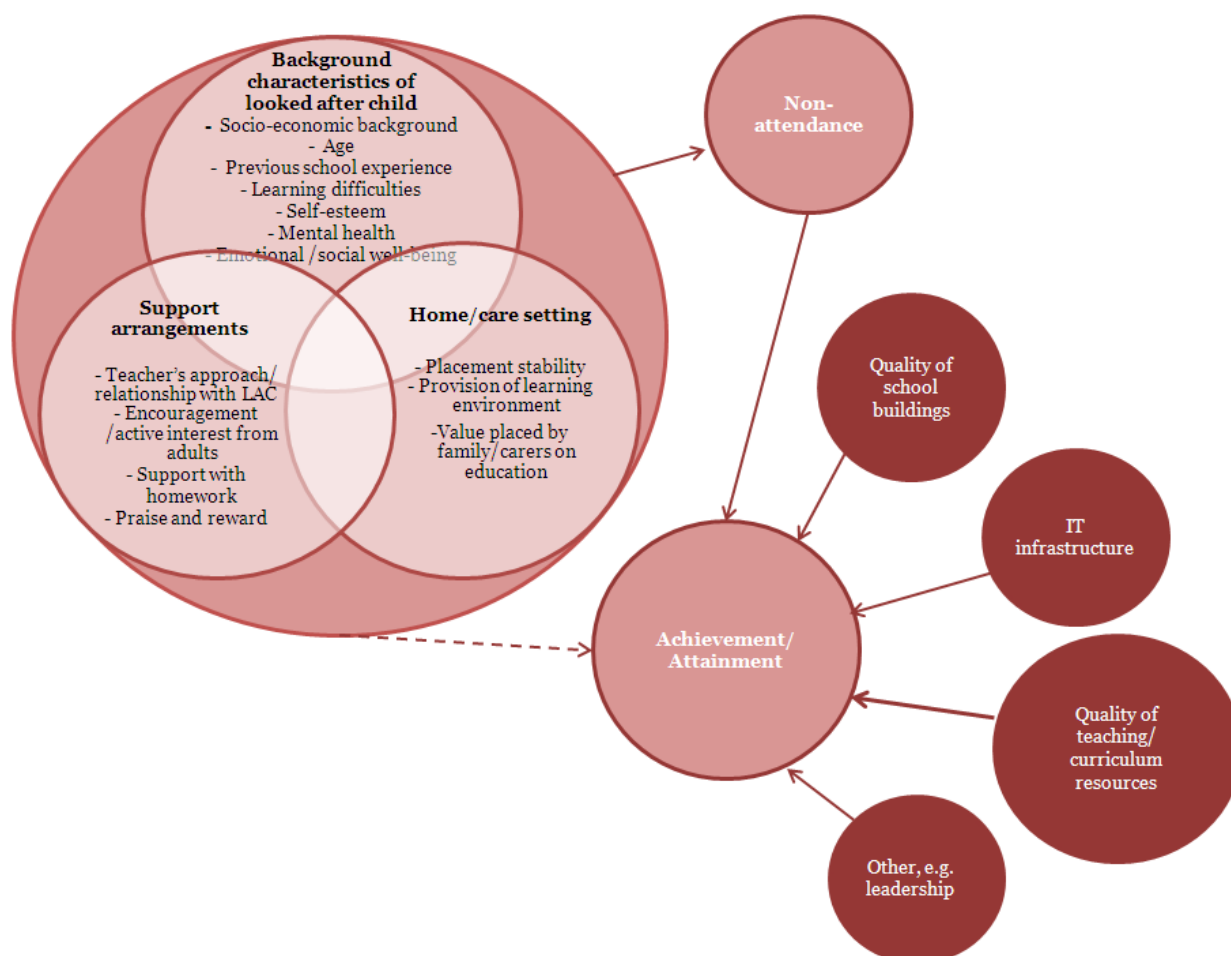 Background
characteristics of
looked after child
- Socio-economic background
- Age
- Previous school experience
- Learning difficulties
- Self-esteem
- Mental health
- Emotional /social well-being
Support
arrangements
- Teacher's approach/
relationship with LAC
- Encouragement
/active interest from
adults
- Support with
homework
- Praise and reward
Home/care setting
- Placement stability
- Provision of learning
environment
-Value placed by
family/carers on
education
Non-
attendance
Quality of
school
buildings
IT
infrastructure
Achievement/
Attainment
Quality of
teaching/
curriculum
resources
Other, e.g.
leadership